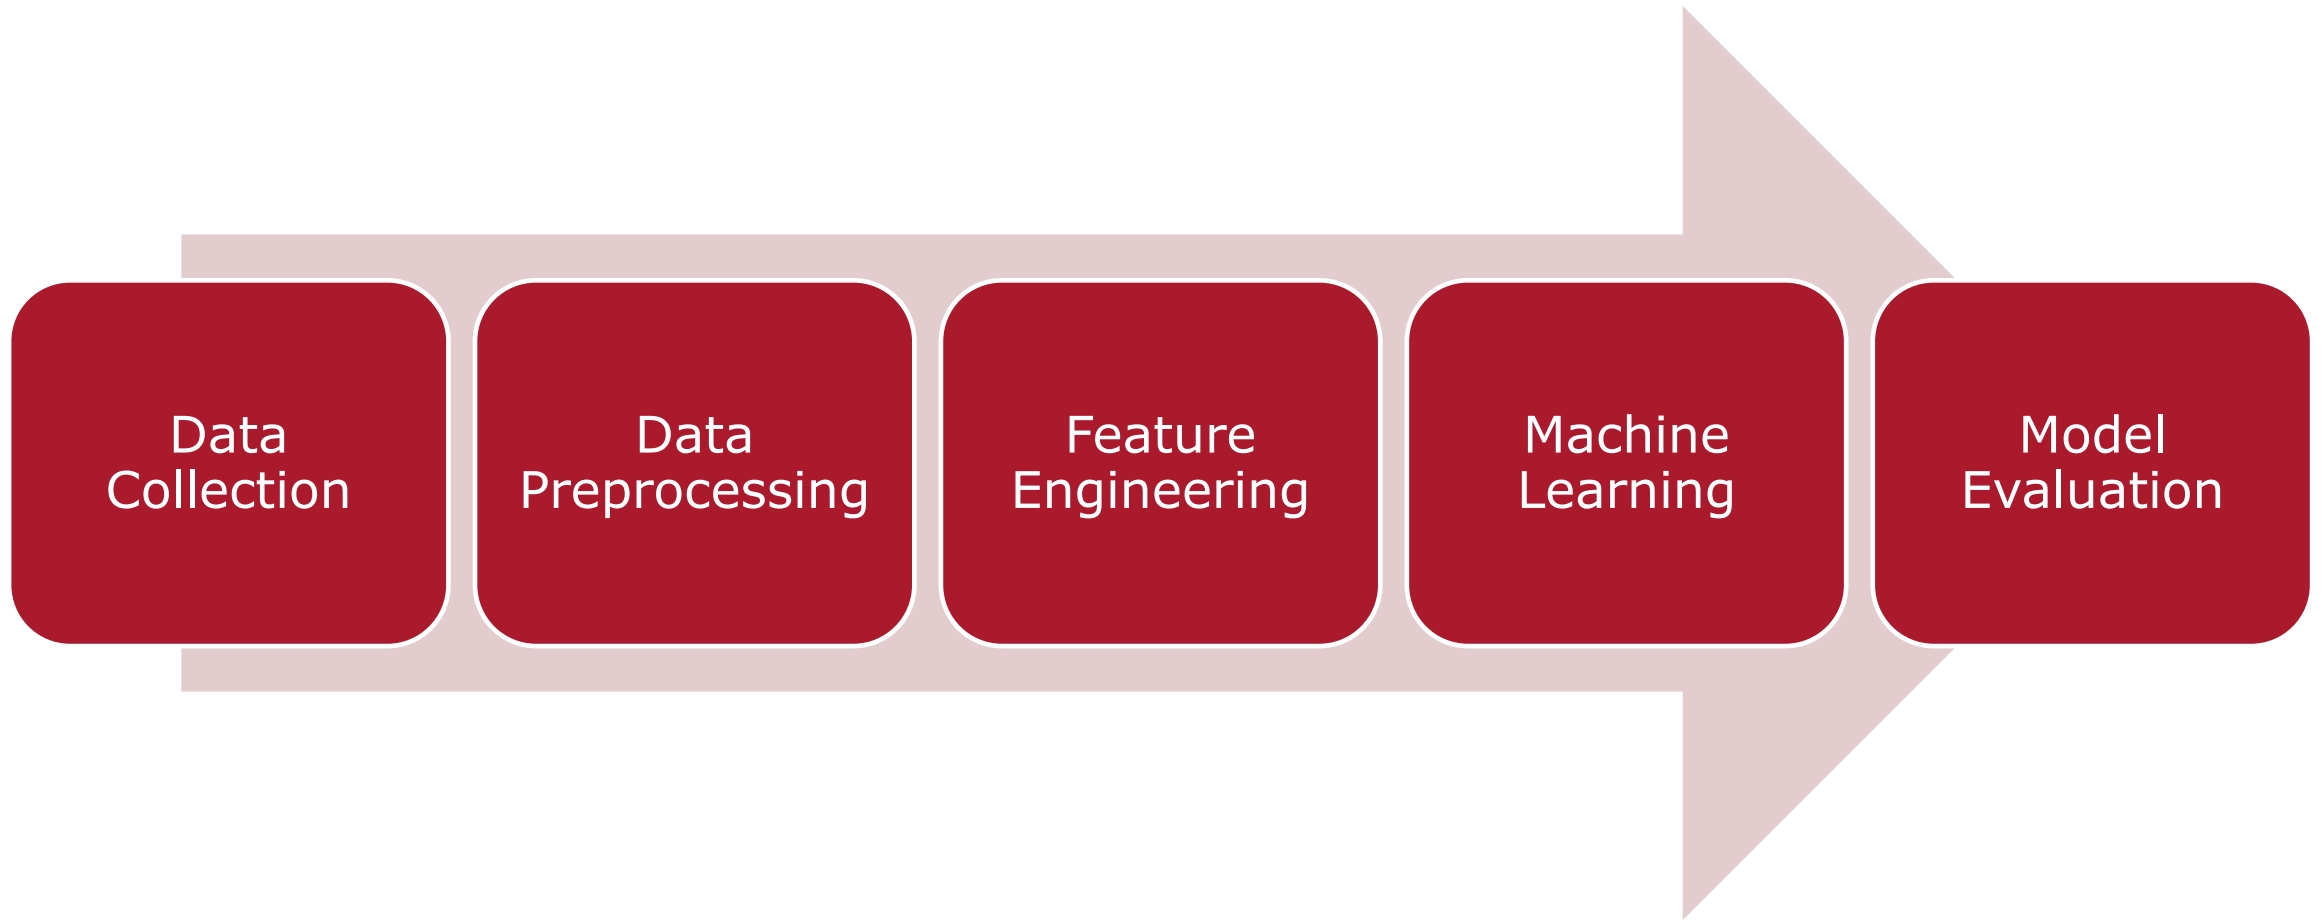 Data
Collection
Data
Preprocessing
Feature
Engineering
Machine
Learning
Model
Evaluation